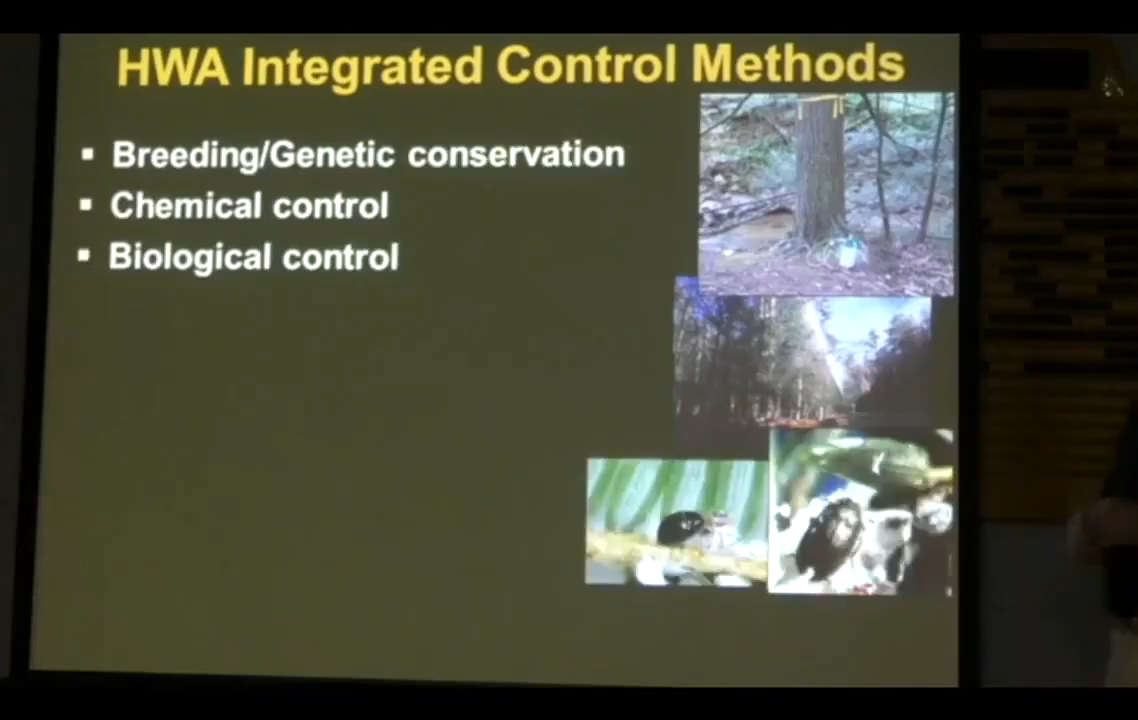 HWA Integrated Control Methods
▪ Breeding/Genetic conservation
▪ Chemical control
▪ Biological control